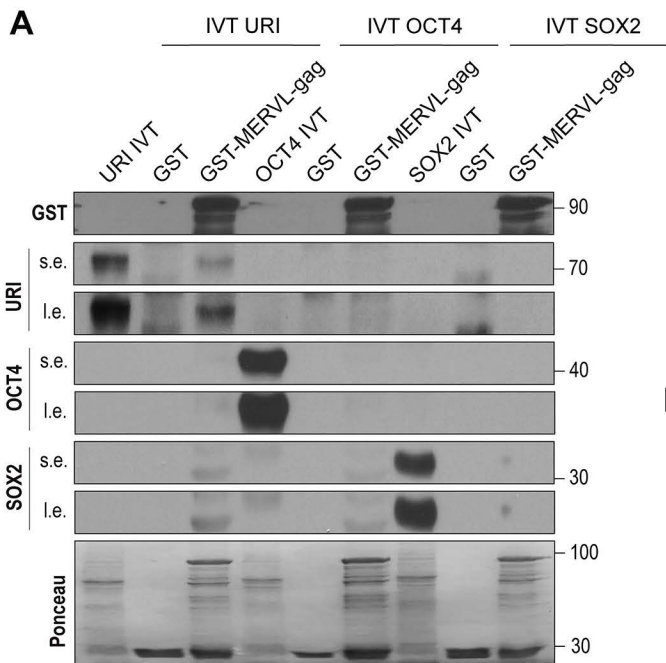 A
IVT URI
IVT OCT4
IVT SOX2
URI IVT
GST
GST-MERVL-gag
OCT4 IVT
GST
GST-MERVL-gag
SOX2 IVT
GST
GST-MERVL-gag
GST
90
URI
s.e.
70
l.e.
OCT4
s.e.
40
l.e.
SOX2
s.e.
30
l.e.
Ponceau
100
30